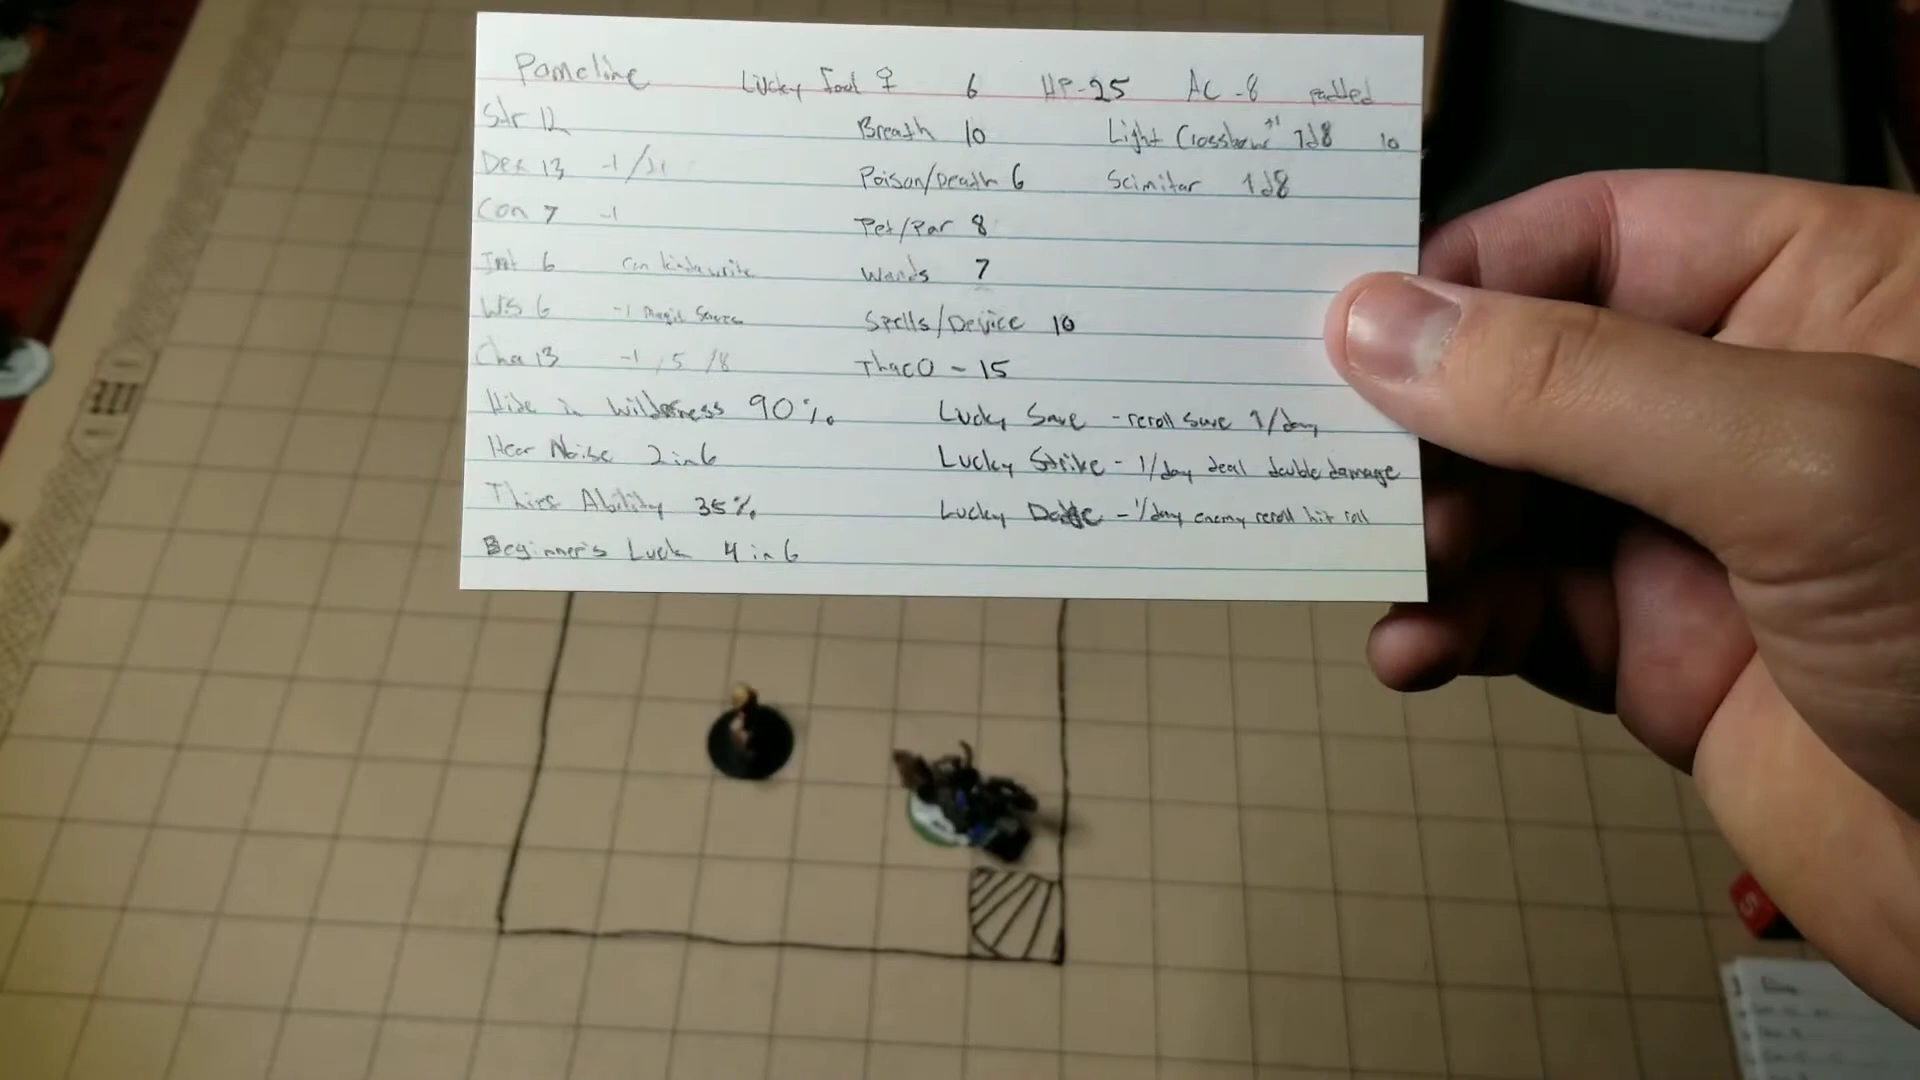 Pameline Lucky Fool ♀ 6 HP-25 AC-8 padded
Str 12 Breath 10 Light Crossbow +1 1d8 10
Dex 13 -1/ Poison/Death 6 Scimitar 1d8
Con 7 -1 Pet/Par 8
Int 6 can kinda write Wands 7
Wis 6 -1 Magic Saves Spells/Device 10
Cha 13 -1/5/8 Thac0 - 15
Hide in Wilderness 90% Lucky Save - reroll save 1/day
Hear Noise 2 in 6 Lucky Strike - 1/day deal double damage
Thief Ability 35% Lucky Dodge - 1/day enemy reroll hit roll
Beginner's Luck 4 in 6